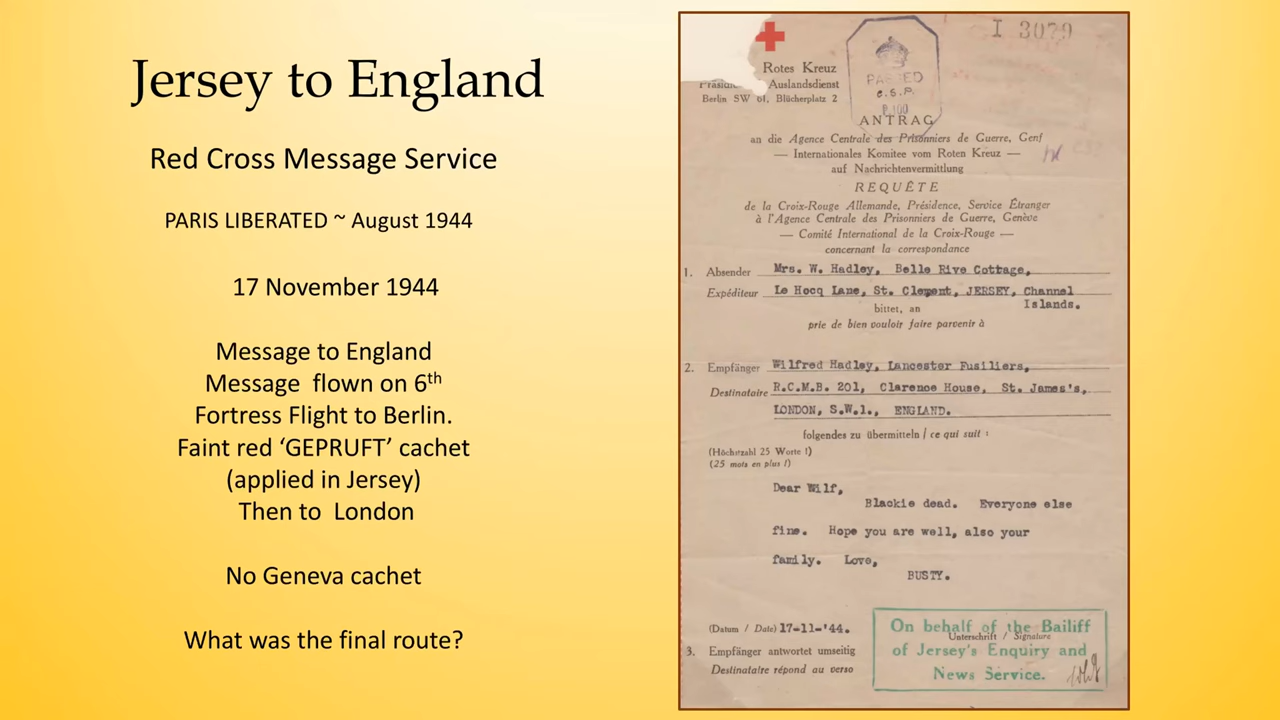 Jersey to England
Red Cross Message Service
PARIS LIBERATED ~ August 1944
17 November 1944
Message to England
Message flown on 6th
Fortress Flight to Berlin.
Faint red ‘GEPRUFT’ cachet
(applied in Jersey)
Then to London
No Geneva cachet
What was the final route?
I 3079
Rotes Kreuz
Auslandsdienst
Berlin SW 61, Blücherplatz 2
PASSED
P.100
ANTRAG
an die Agence Centrale des Prisonniers de Guerre, Genf
— Internationales Komitee vom Roten Kreuz —
auf Nachrichtenvermittlung
REQUÊTE
de la Croix-Rouge Allemande, Présidence, Service Étranger
à l'Agence Centrale des Prisonniers de Guerre, Genève
— Comité International de la Croix-Rouge —
concernant la correspondance
1. Absender Mrs. W. Hadley, Belle Rive Cottage,
Expéditeur Le Hocq Lane, St. Clement, JERSEY, Channel
Islands.
bittet, an
prie de bien vouloir faire parvenir à
2. Empfänger Wilfred Hadley, Lancester Fusiliers,
Destinataire R.C.M.B. 201, Clarence House, St. James's,
LONDON, S.W.1., ENGLAND.
folgendes zu übermitteln / ce qui suit :
(Höchstzahl 25 Worte !)
(25 mots en plus !)
Dear Wilf,
Blackie dead. Everyone else
fine. Hope you are well, also your
family. Love,
BUSTY.
(Datum / Date) 17-11-'44.
On behalf of the Bailiff
Unterschrift / Signature
of Jersey's Enquiry and
News Service.
3. Empfänger antwortet umseitig
Destinataire répond au verso